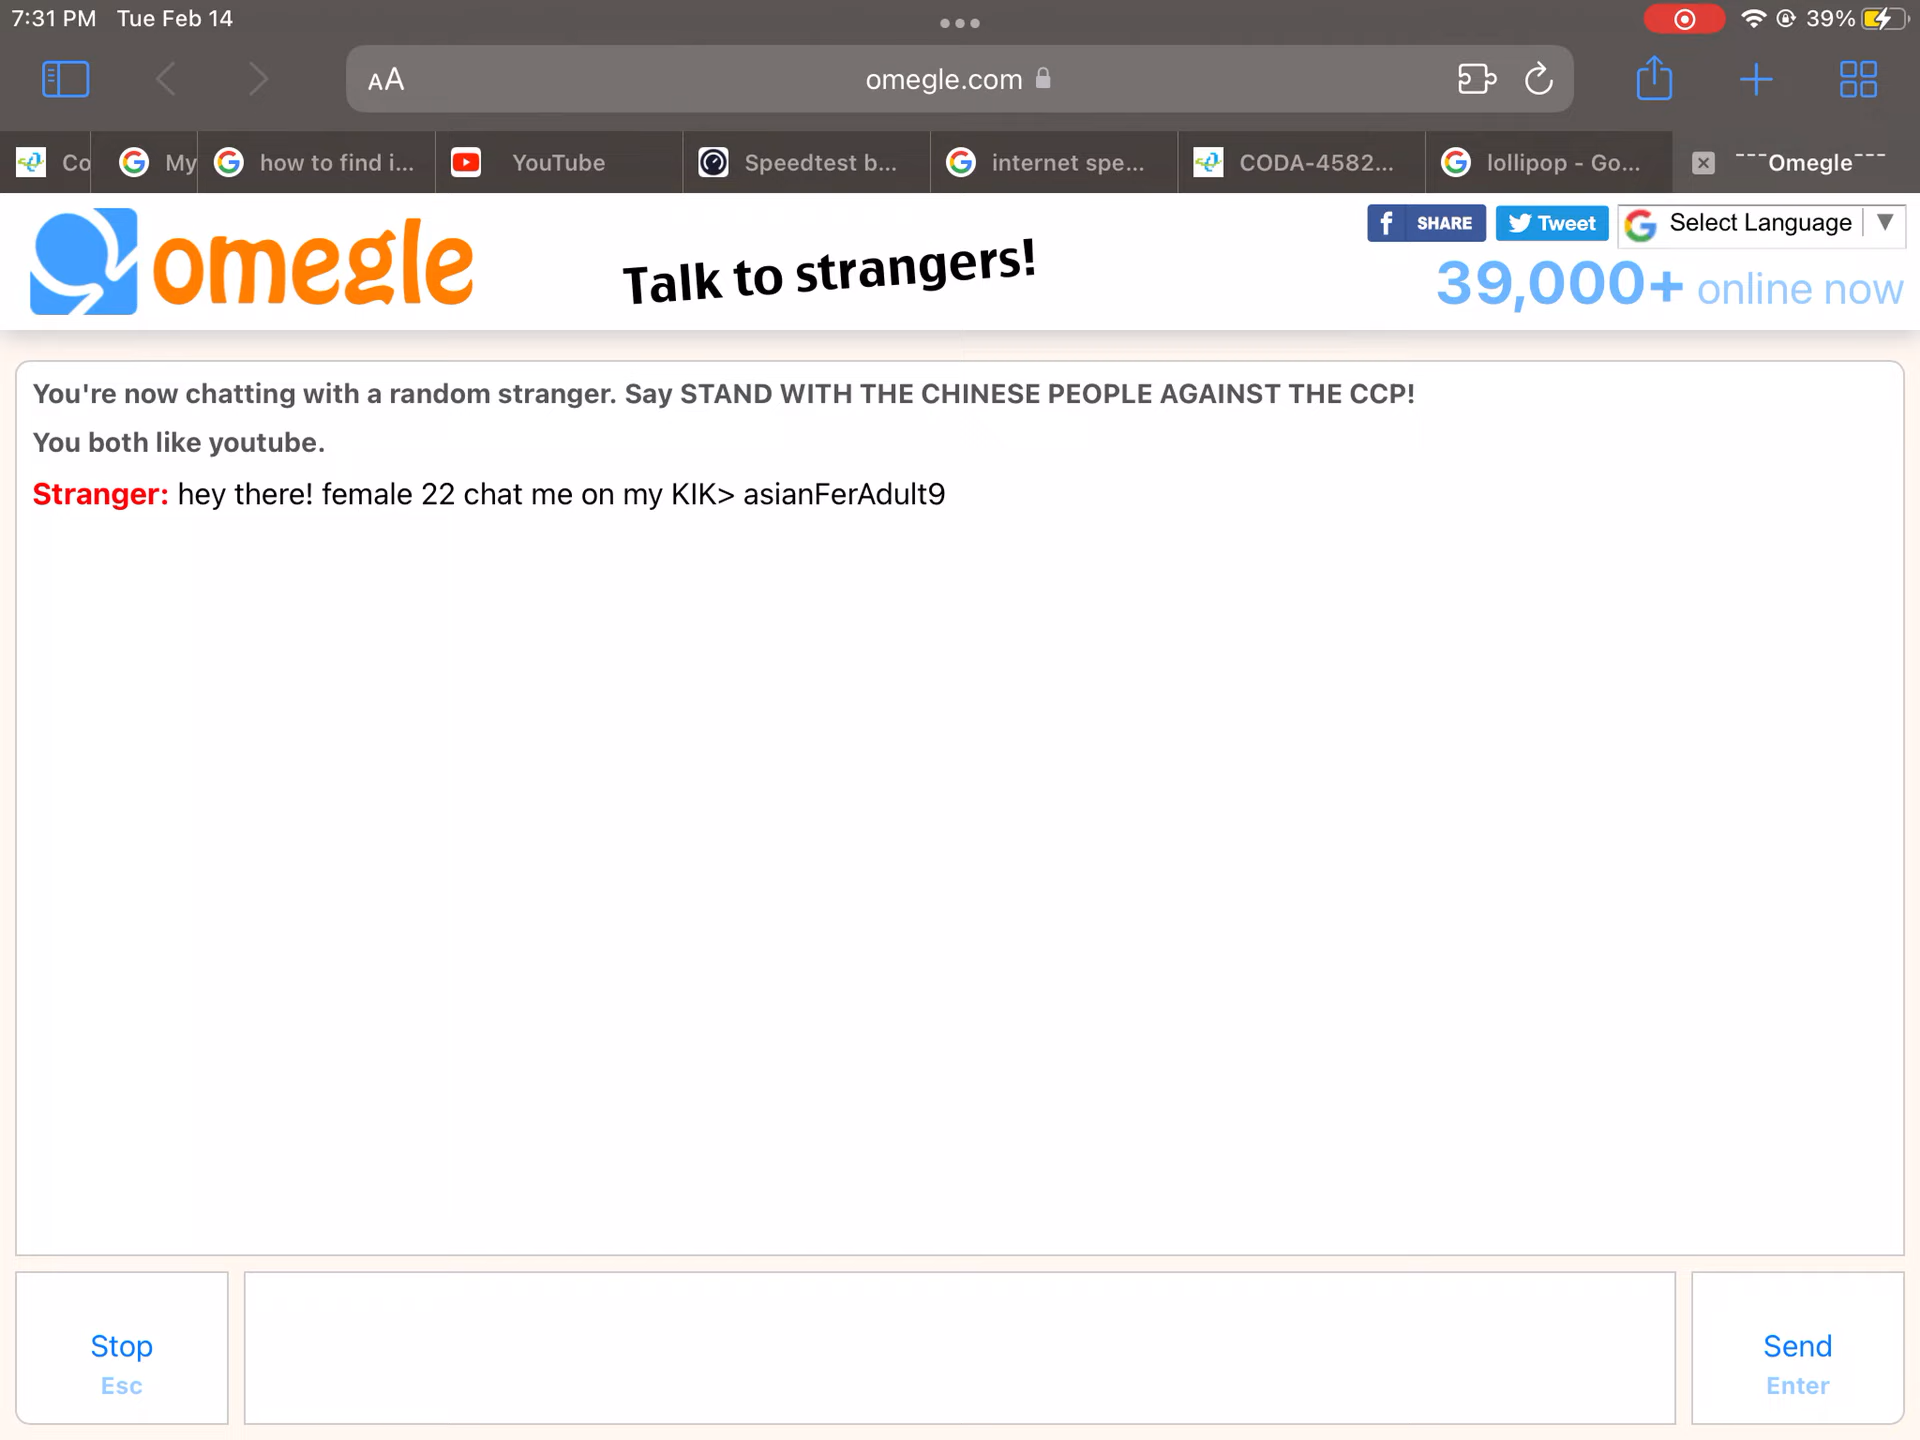 7:31 PM Tue Feb 14
39%
AA
omegle.com
Co
My
how to find i...
YouTube
Speedtest b...
internet spe...
CODA-4582...
lollipop - Go...
---Omegle---
omegle
Talk to strangers!
f SHARE
Tweet
G Select Language ▼
39,000+ online now
You're now chatting with a random stranger. Say STAND WITH THE CHINESE PEOPLE AGAINST THE CCP!
You both like youtube.
Stranger: hey there! female 22 chat me on my KIK> asianFerAdult9
Stop
Esc
Send
Enter